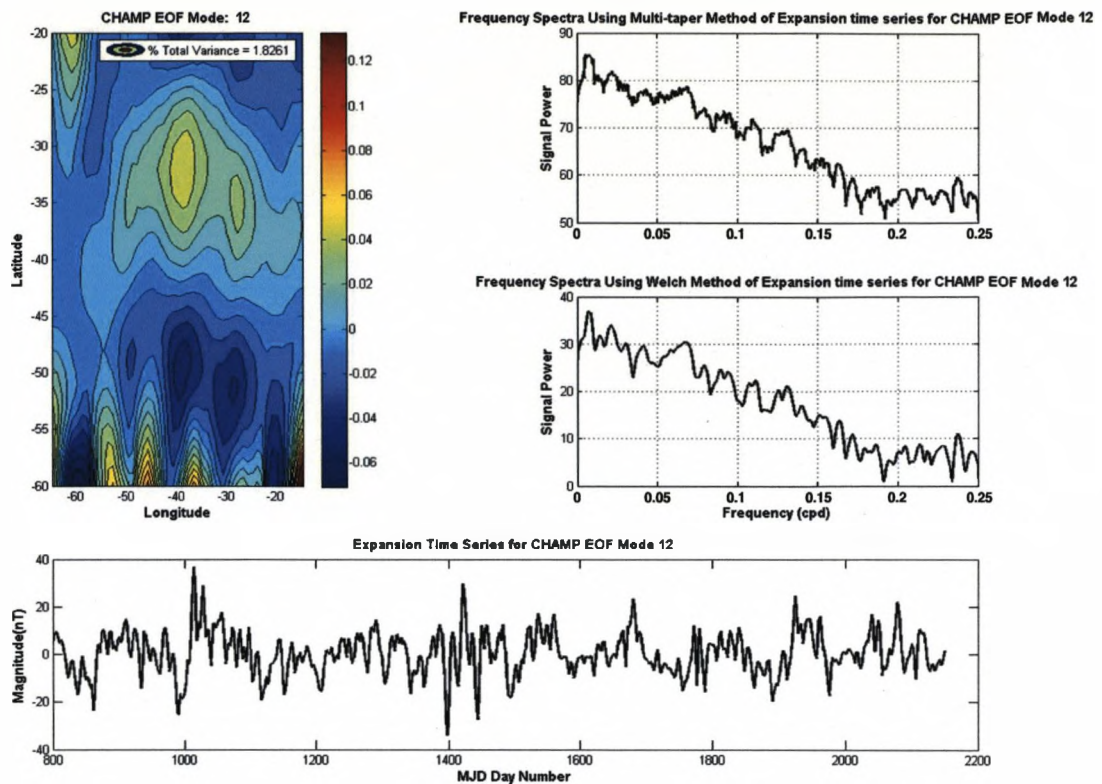 CHAMP EOF Mode: 12
% Total Variance = 1.8261
-20
-25
-30
-35
-40
-45
-50
-55
-60
Latitude
-60 -50 -40 -30 -20
Longitude
0.12
0.1
0.08
0.06
0.04
0.02
0
-0.02
-0.04
-0.06
Frequency Spectra Using Multi-taper Method of Expansion time series for CHAMP EOF Mode 12
90
80
70
60
50
Signal Power
0 0.05 0.1 0.15 0.2 0.25
Frequency Spectra Using Welch Method of Expansion time series for CHAMP EOF Mode 12
40
30
20
10
0
Signal Power
0 0.05 0.1 0.15 0.2 0.25
Frequency (cpd)
Expansion Time Series for CHAMP EOF Mode 12
40
20
0
-20
-40
Magnitude(nT)
800 1000 1200 1400 1600 1800 2000 2200
MJD Day Number